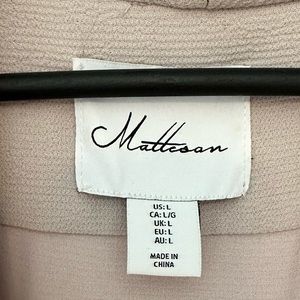 Mattesan
US: L
CA: L/G
UK: L
EU: L
AU: L
MADE IN
CHINA